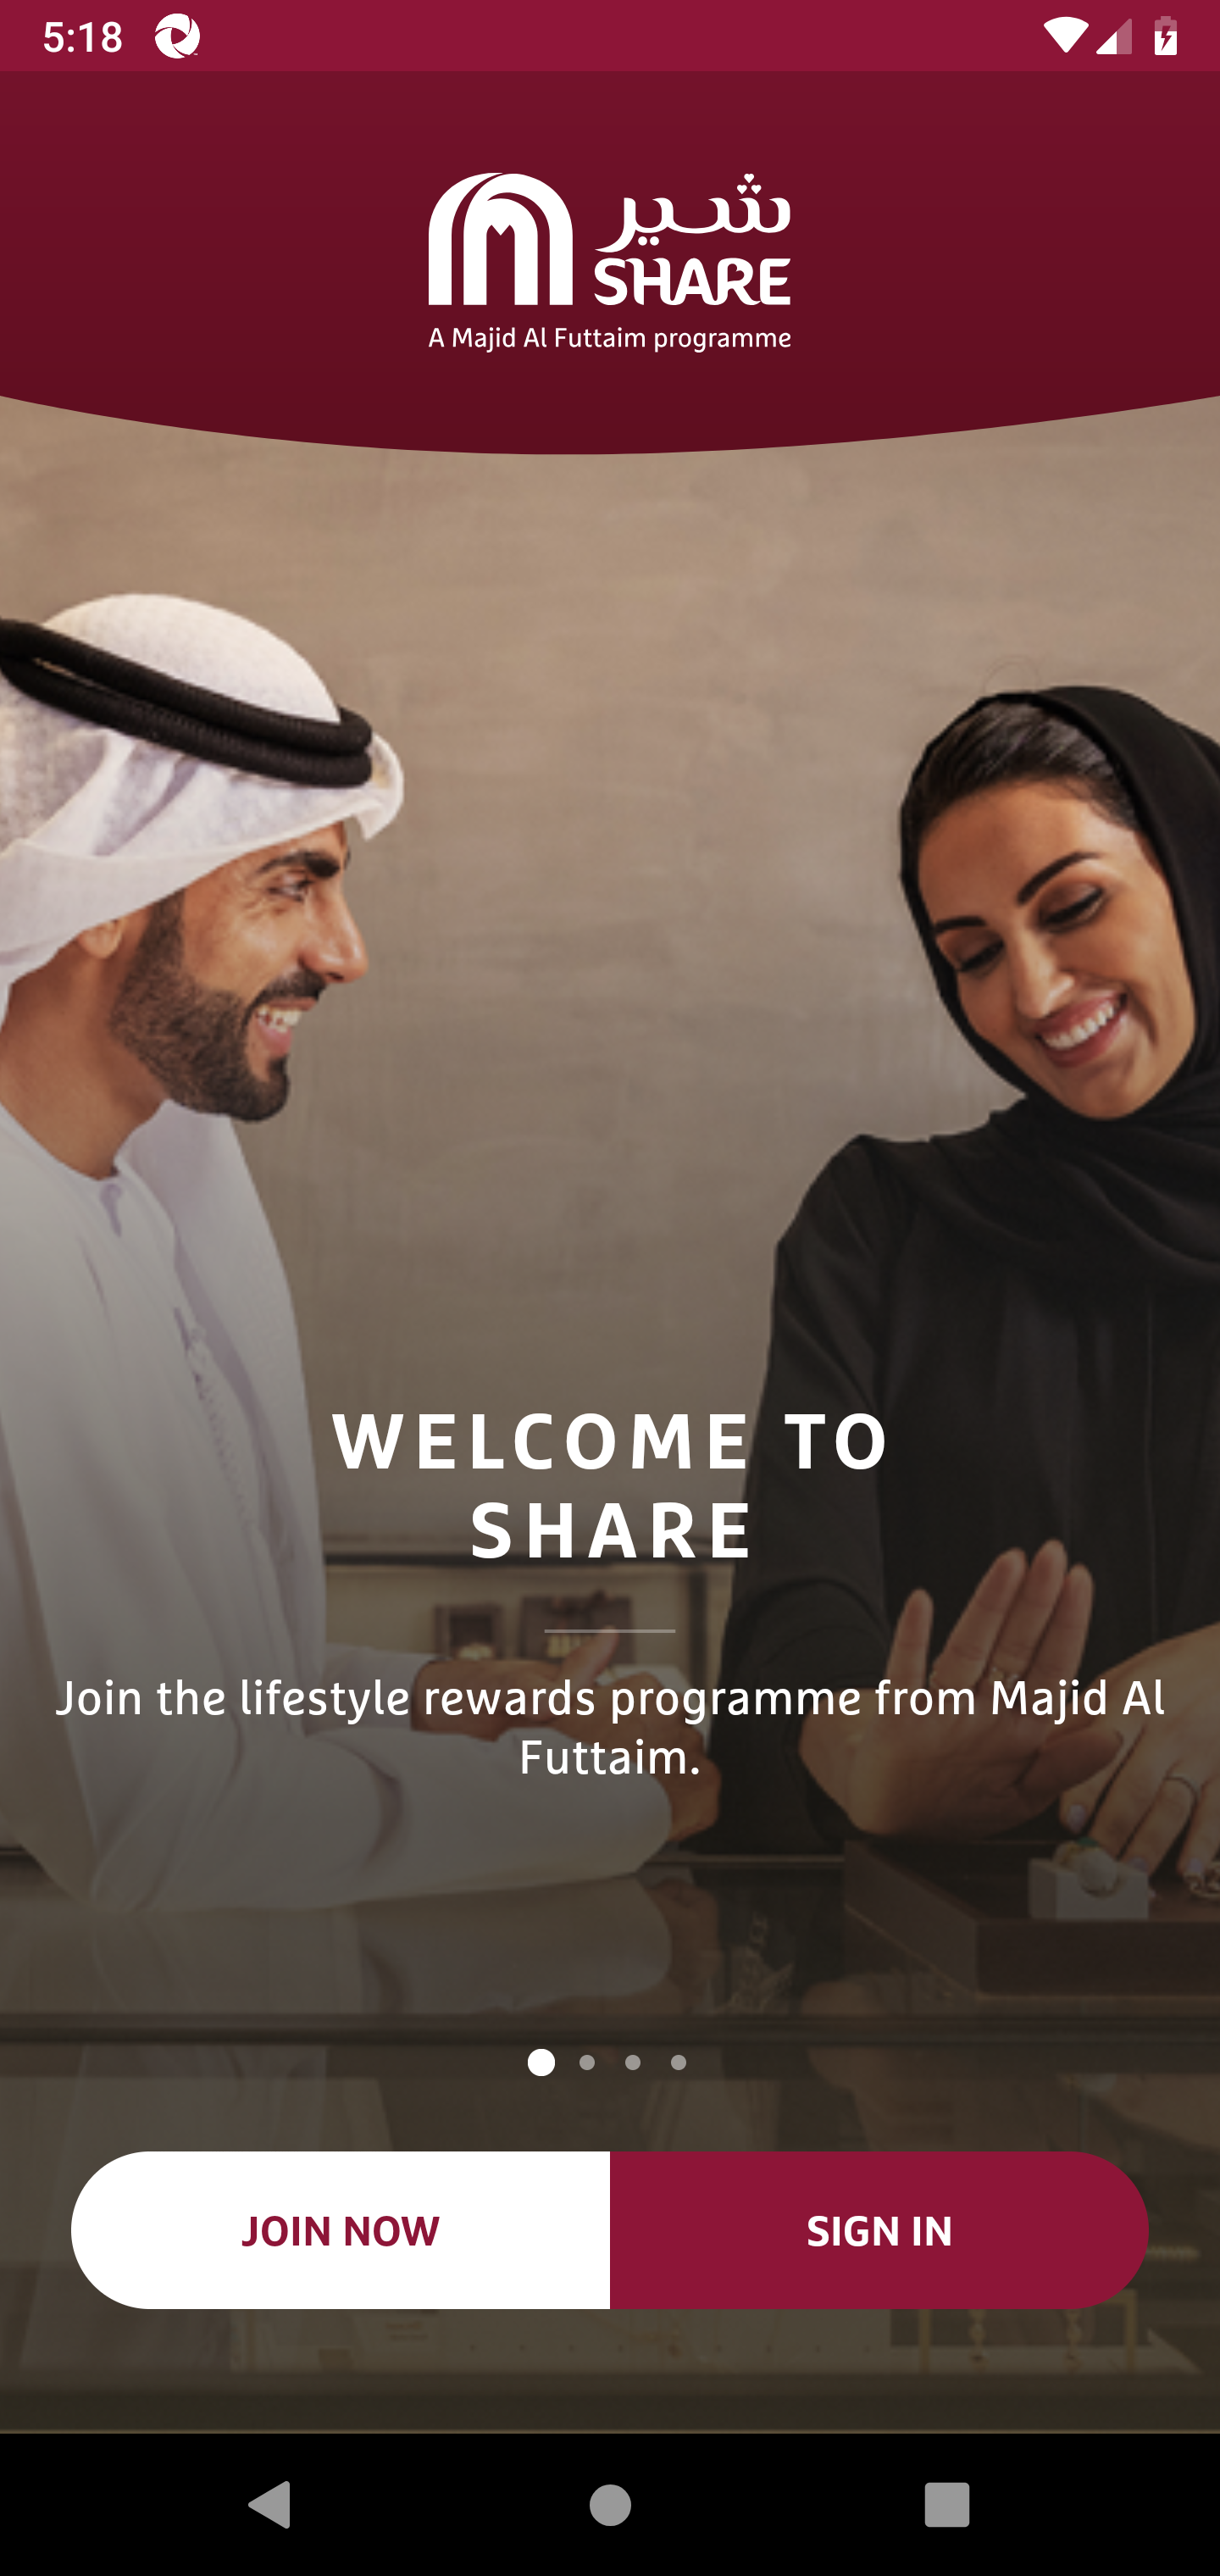 5:18
شير
SHARE
A Majid Al Futtaim programme
WELCOME TO
SHARE
Join the lifestyle rewards programme from Majid Al
Futtaim.
JOIN NOW
SIGN IN